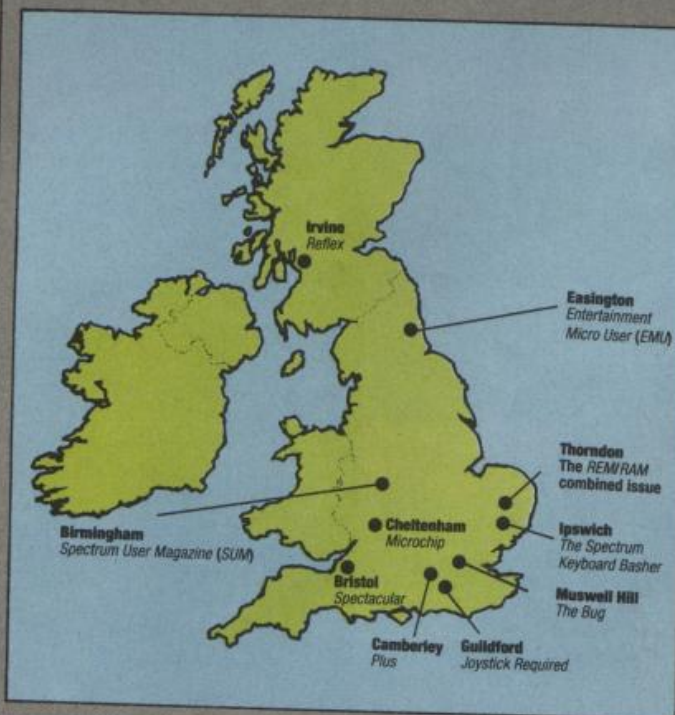 Irvine
Reflex
Easington
Entertainment
Micro User (EMU)
Thorndon
The REM/RAM
combined issue
Birmingham
Spectrum User Magazine (SUM)
Cheltenham
Microchip
Ipswich
The Spectrum
Keyboard Basher
Bristol
Spectacular
Muswell Hill
The Bug
Camberley
Plus
Guildford
Joystick Required